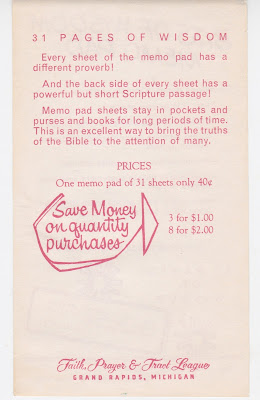 31 PAGES OF WISDOM
Every sheet of the memo pad has a
different proverb!
And the back side of every sheet has a
powerful but short Scripture passage!
Memo pad sheets stay in pockets and
purses and books for long periods of time.
This is an excellent way to bring the truths
of the Bible to the attention of many.
PRICES
One memo pad of 31 sheets only 40¢
Save Money
on quantity
purchases
3 for $1.00
8 for $2.00
Faith, Prayer & Tract League
GRAND RAPIDS, MICHIGAN